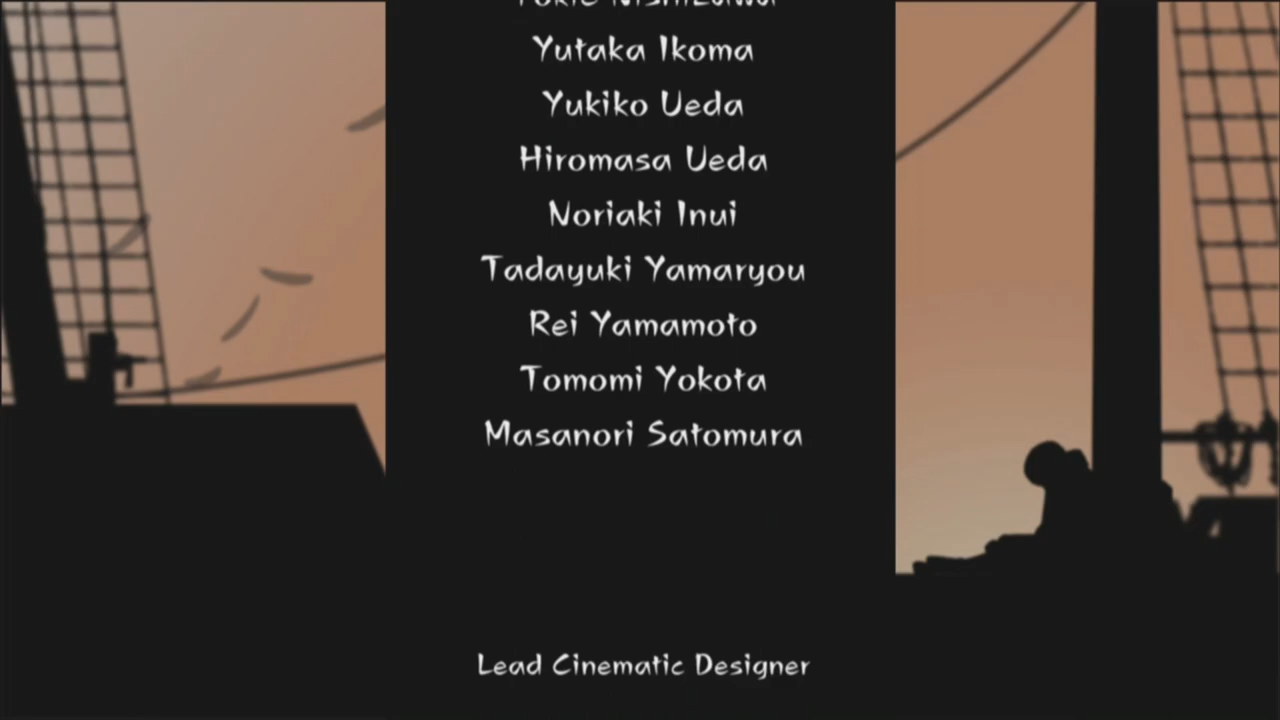 Yutaka Ikoma
Yukiko Ueda
Hiromasa Ueda
Noriaki Inui
Tadayuki Yamaryou
Rei Yamamoto
Tomomi Yokota
Masanori Satomura
Lead Cinematic Designer